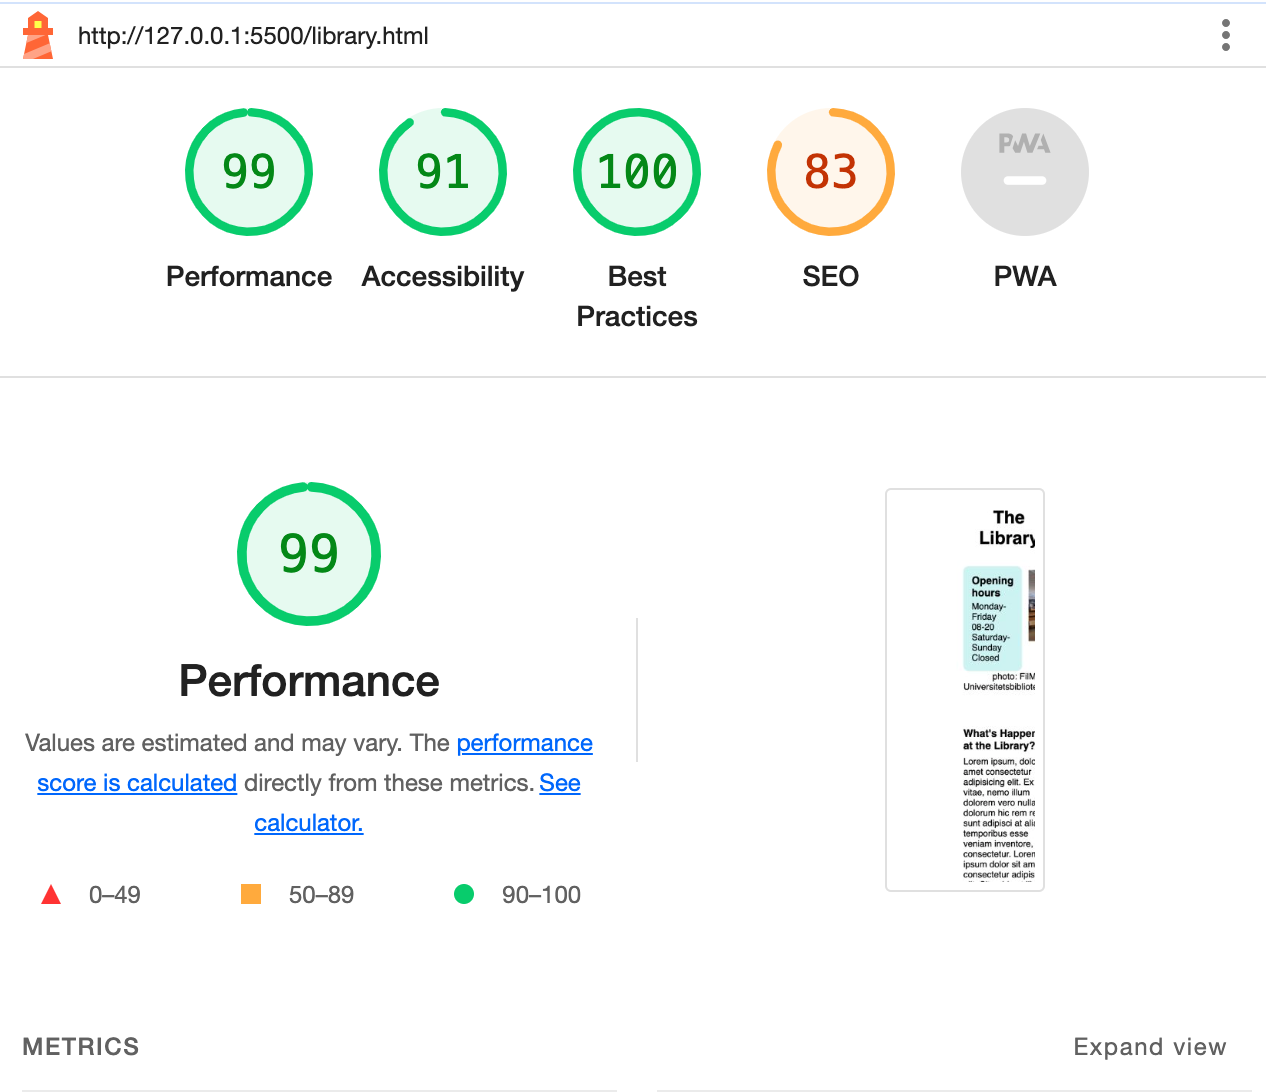 http://127.0.0.1:5500/library.html
99
91
100
83
PWA
Performance
Accessibility
Best
Practices
SEO
PWA
99
Performance
Values are estimated and may vary. The performance
score is calculated directly from these metrics. See
calculator.
0–49
50–89
90–100
The
Library
Opening
hours
Monday-
Friday
08-20
Saturday-
Sunday
Closed
photo: FilM
Universitetsbibliote
What's Happer
at the Library?
Lorem ipsum, dolc
amet consectetur
adipisicing elit. Ex
vitae, nemo illum
dolorem vero nulla
dolorum hic rem re
sunt adipisci at alia
temporibus esse
veniam inventore,
consectetur. Lorem
ipsum dolor sit am
consectetur adipis
METRICS
Expand view